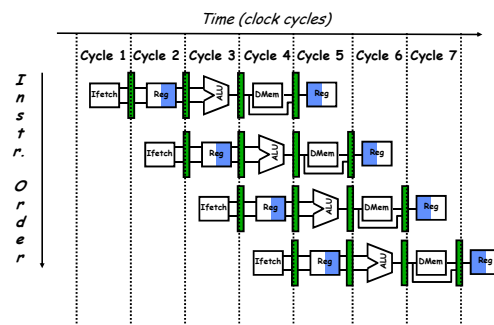 Time (clock cycles)
Cycle 1 Cycle 2 Cycle 3 Cycle 4 Cycle 5 Cycle 6 Cycle 7
I
n
s
t
r.
O
r
d
e
r
Ifetch Reg ALU DMem Reg
Ifetch Reg ALU DMem Reg
Ifetch Reg ALU DMem Reg
Ifetch Reg ALU DMem Reg